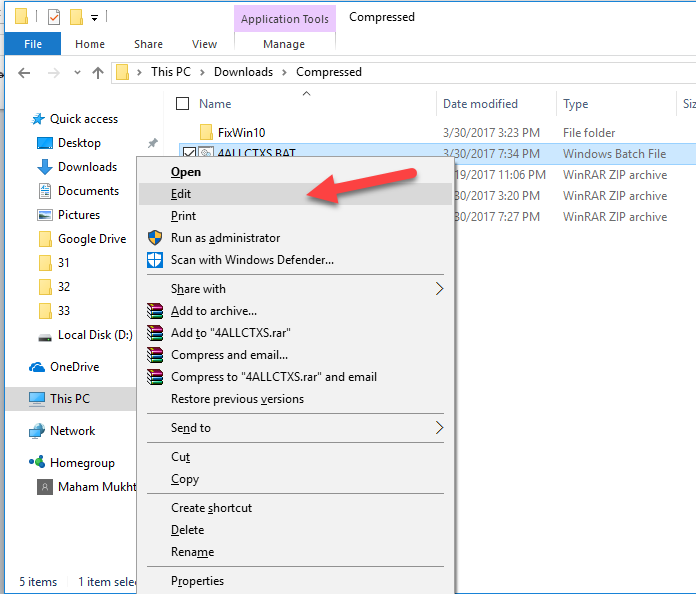 Application Tools
Compressed
File
Home
Share
View
Manage
This PC
Downloads
Compressed
Name
Date modified
Type
Siz
Quick access
Desktop
Downloads
Documents
Pictures
Google Drive
31
32
33
Local Disk (D:)
OneDrive
This PC
Network
Homegroup
Maham Mukht
FixWin10
3/30/2017 3:23 PM
File folder
4ALLCTXS.BAT
3/30/2017 7:34 PM
Windows Batch File
19/2017 11:06 PM
WinRAR ZIP archive
30/2017 3:20 PM
WinRAR ZIP archive
30/2017 7:27 PM
WinRAR ZIP archive
Open
Edit
Print
Run as administrator
Scan with Windows Defender...
Share with
Add to archive...
Add to "4ALLCTXS.rar"
Compress and email...
Compress to "4ALLCTXS.rar" and email
Restore previous versions
Send to
Cut
Copy
Create shortcut
Delete
Rename
Properties
5 items
1 item selec